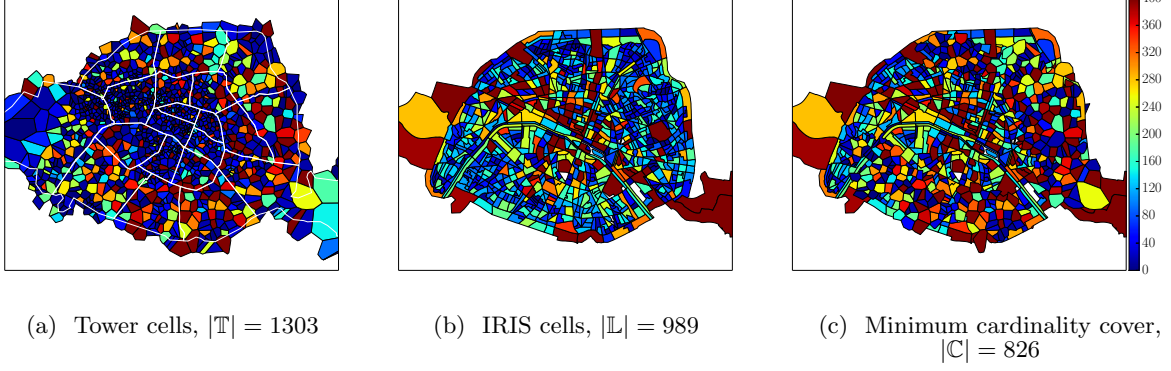 360
320
280
240
200
160
120
80
40
0
(a) Tower cells, |𝕋| = 1303
(b) IRIS cells, |𝕃| = 989
(c) Minimum cardinality cover,
|ℂ| = 826